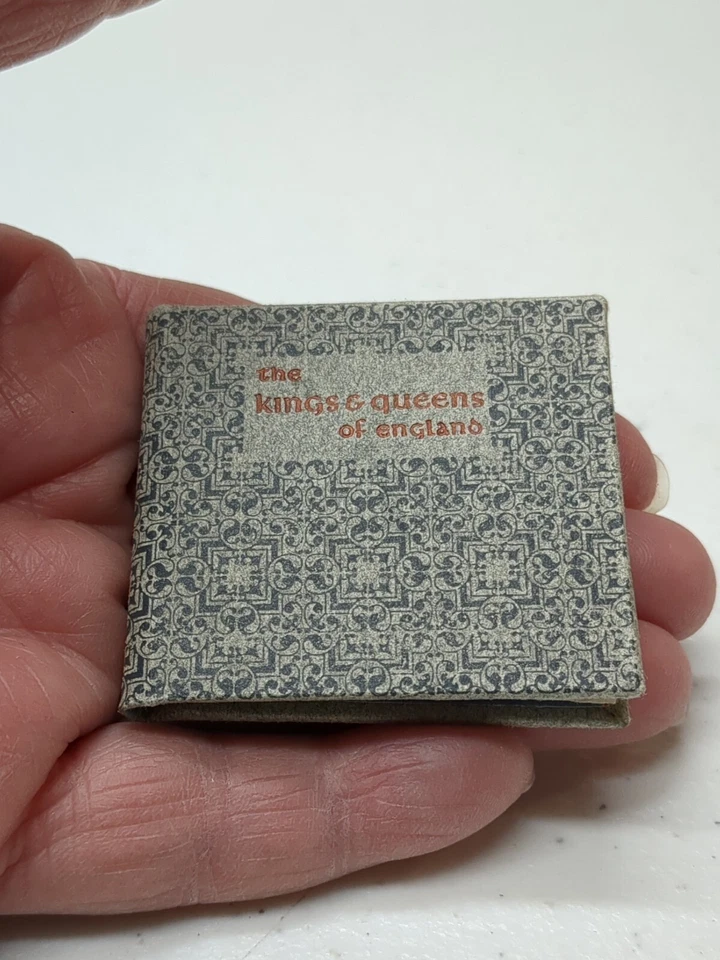 the
kings & queens
of england